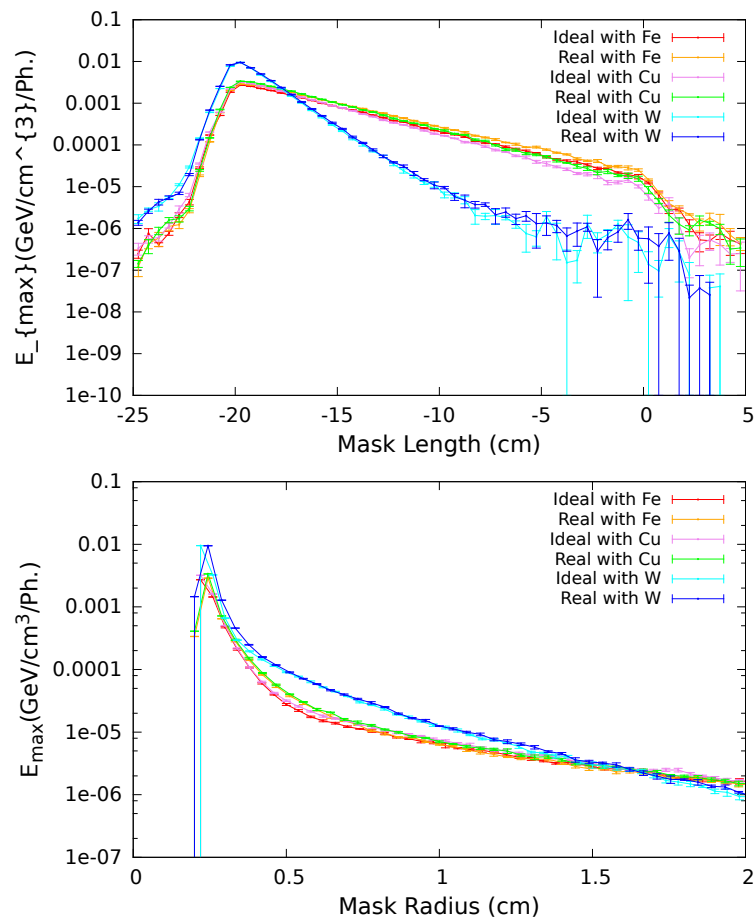 E_{max}(GeV/cm^{3}/Ph.)
0.1
0.01
0.001
0.0001
1e-05
1e-06
1e-07
1e-08
1e-09
1e-10
Ideal with Fe
Real with Fe
Ideal with Cu
Real with Cu
Ideal with W
Real with W
-25 -20 -15 -10 -5 0 5
Mask Length (cm)
E_max(GeV/cm³/Ph.)
0.1
0.01
0.001
0.0001
1e-05
1e-06
1e-07
Ideal with Fe
Real with Fe
Ideal with Cu
Real with Cu
Ideal with W
Real with W
0 0.5 1 1.5 2
Mask Radius (cm)